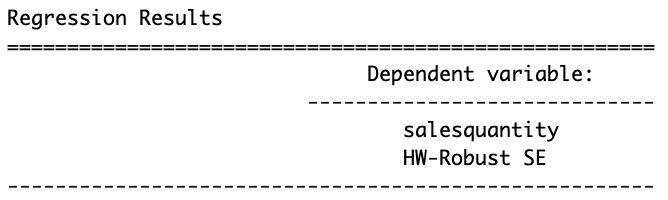 Regression Results
======================================================
Dependent variable:
-----------------------------
salesquantity
HW-Robust SE
------------------------------------------------------